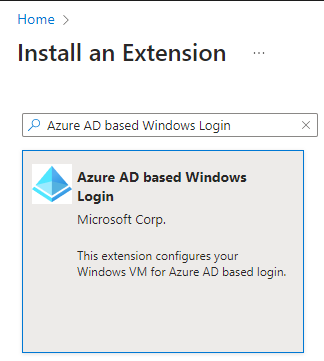 Home >
Install an Extension ...
Azure AD based Windows Login
Azure AD based Windows
Login
Microsoft Corp.
This extension configures your
Windows VM for Azure AD based login.